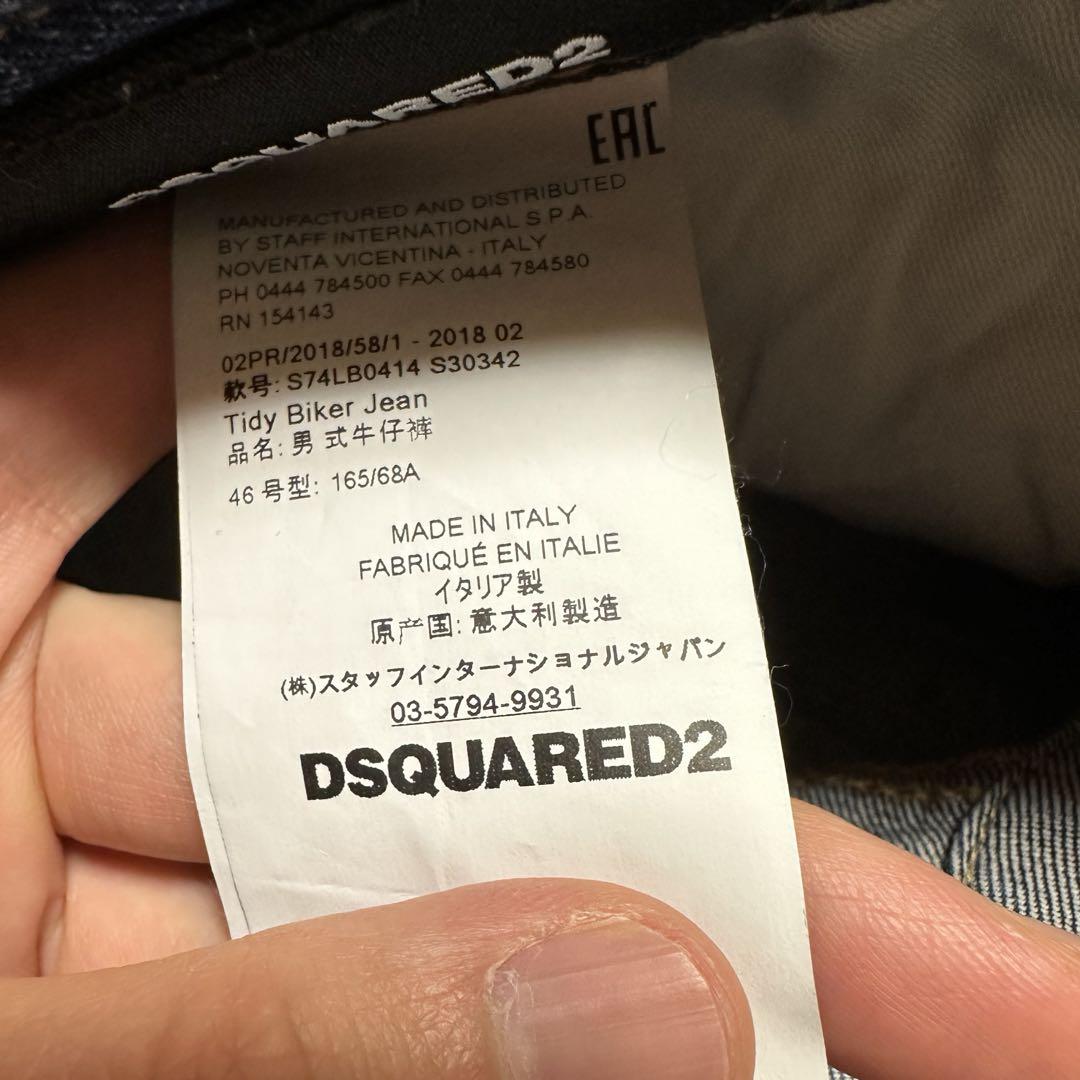 DSQUARED2
EAC
MANUFACTURED AND DISTRIBUTED
BY STAFF INTERNATIONAL S P.A.
NOVENTA VICENTINA - ITALY
PH 0444 784500 FAX 0444 784580
RN 154143
02PR/2018/58/1 - 2018 02
款号: S74LB0414 S30342
Tidy Biker Jean
品名: 男 式牛仔裤
46 号型: 165/68A
MADE IN ITALY
FABRIQUÉ EN ITALIE
イタリア製
原产国: 意大利製造
(株)スタッフインターナショナルジャパン
03-5794-9931
DSQUARED2